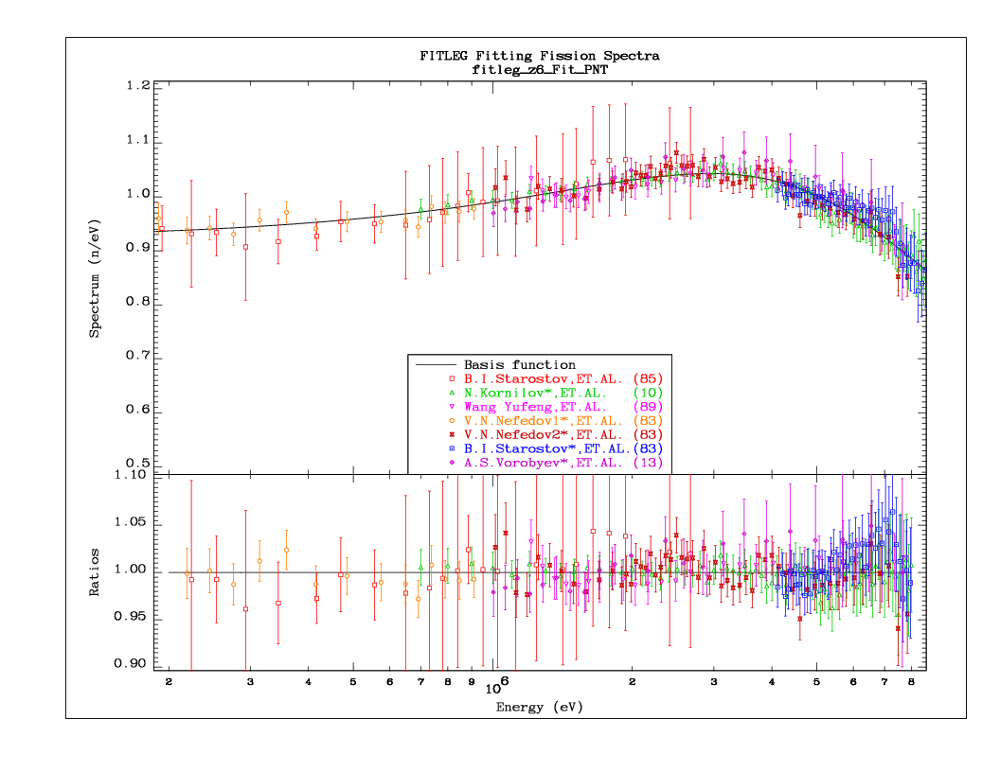 FITLEG Fitting Fission Spectra
fitleg_z6_Fit_PNT
1.2
1.1
1.0
0.9
0.8
0.7
0.6
0.5
Spectrum (n/eV)
Basis function
B.I.Starostov,ET.AL. (85)
N.Kornilov*,ET.AL. (10)
Wang Yufeng,ET.AL. (89)
V.N.Nefedov1*,ET.AL. (83)
V.N.Nefedov2*,ET.AL. (83)
B.I.Starostov*,ET.AL.(83)
A.S.Vorobyev*,ET.AL. (13)
1.10
1.05
1.00
0.95
0.90
Ratios
2 3 4 5 6 7 8 9 10^6 2 3 4 5 6 7 8
Energy (eV)